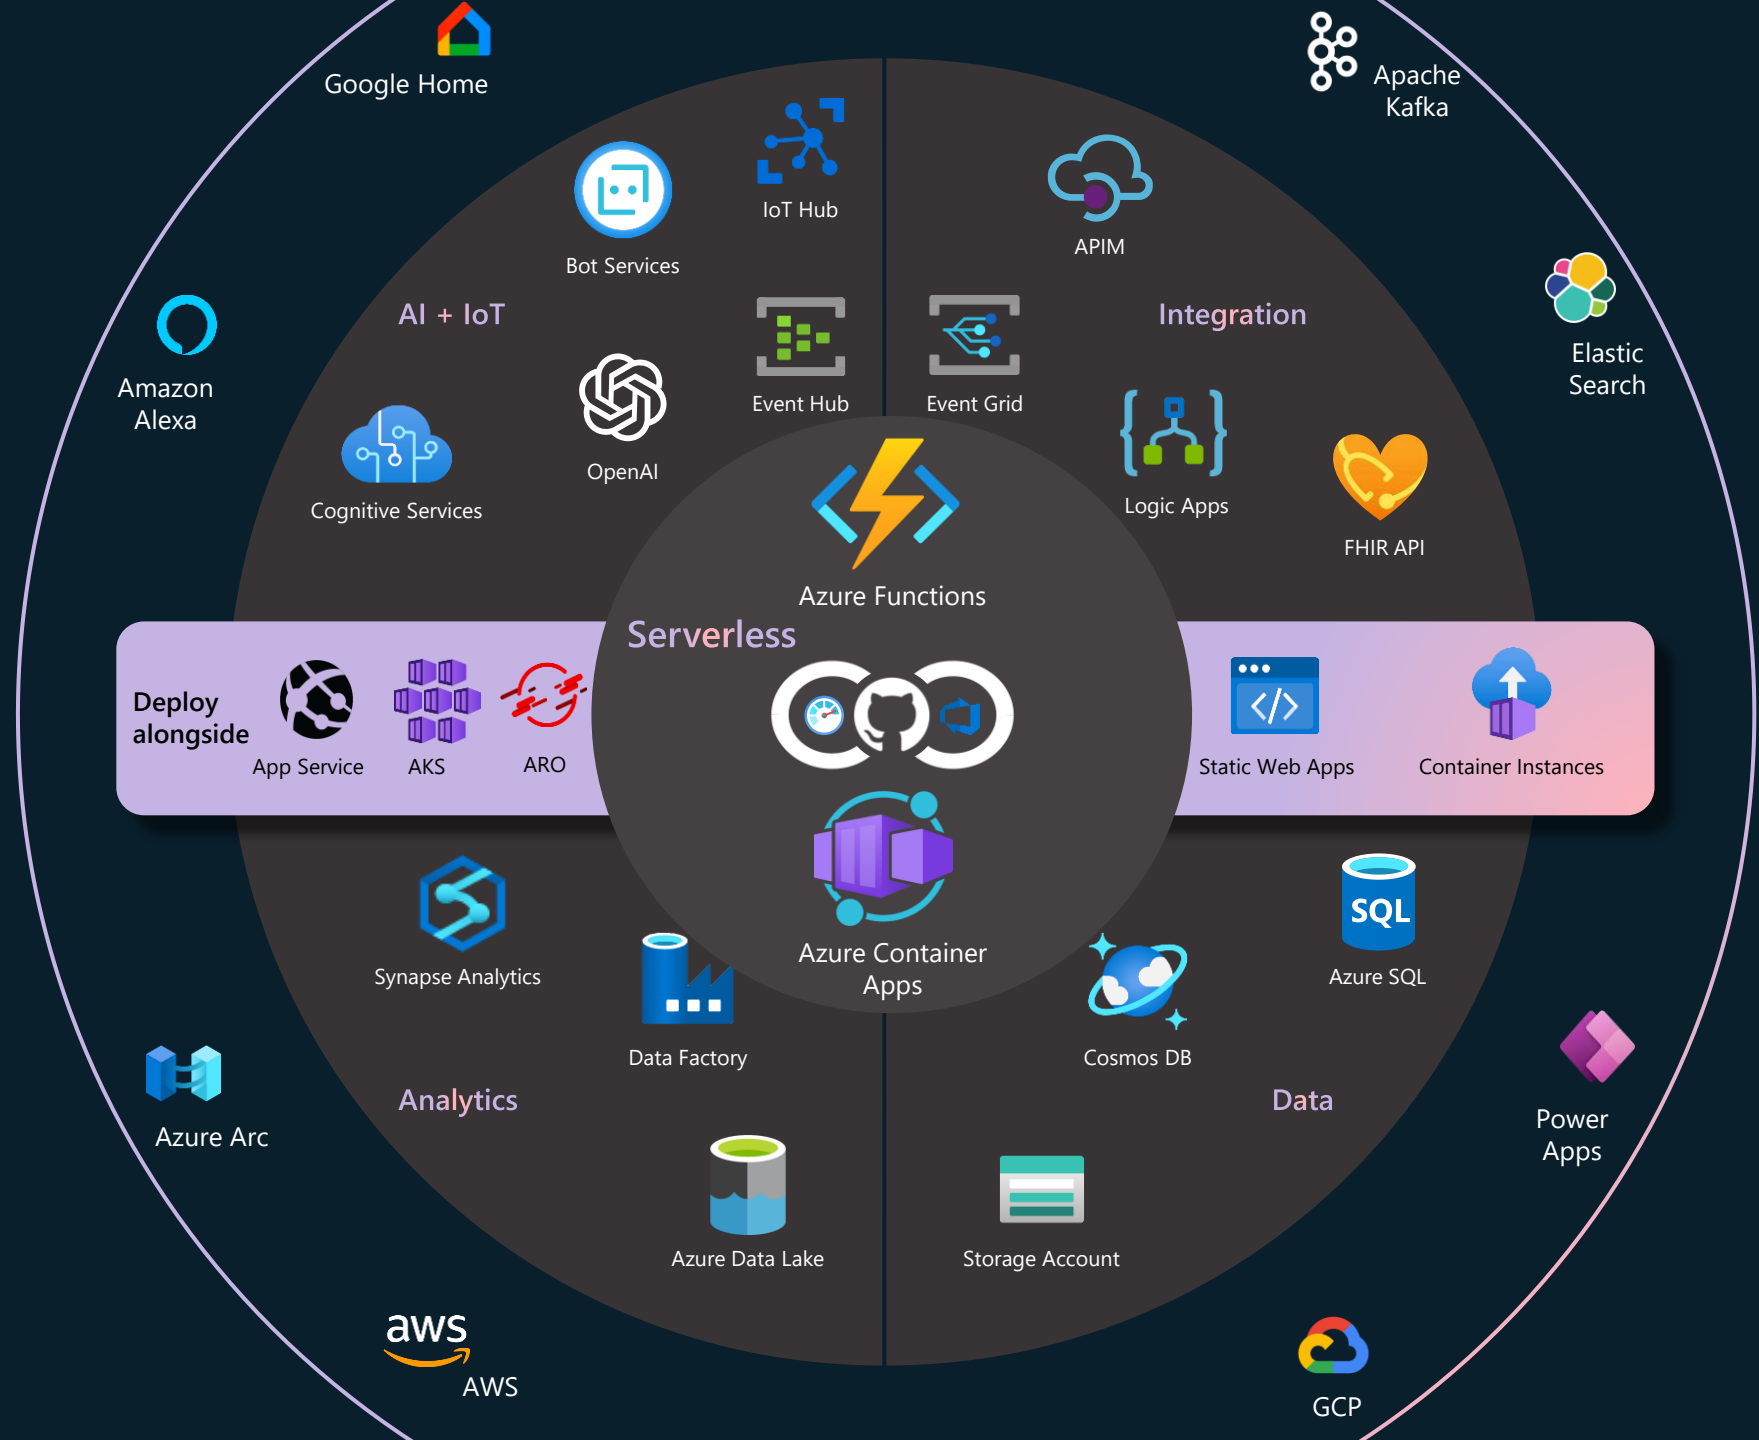 Google Home
Apache
Kafka
IoT Hub
Bot Services
APIM
AI + IoT
Integration
Amazon
Alexa
Elastic
Search
Event Hub
Event Grid
OpenAI
Cognitive Services
Logic Apps
FHIR API
Azure Functions
Serverless
Deploy
alongside
App Service
AKS
ARO
Static Web Apps
Container Instances
Azure Container
Apps
Synapse Analytics
SQL
Azure SQL
Data Factory
Cosmos DB
Analytics
Data
Azure Arc
Power
Apps
Azure Data Lake
Storage Account
aws
AWS
GCP